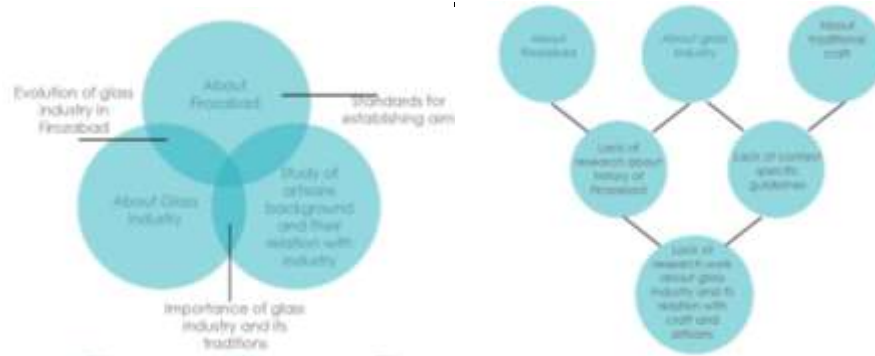 About
Firozabad
Evolution of glass
industry in
Firozabad
Standards for
establishing aim
About Glass
Industry
Study of
artisans
background
and their
relation with
industry
Importance of glass
industry and its
traditions
About
Firozabad
About glass
Industry
About
traditional
craft
Lack of
research about
history of
Firozabad
Lack of context
specific
guidelines
Lack of
research work
about glass
industry and its
relation with
craft and
artisans